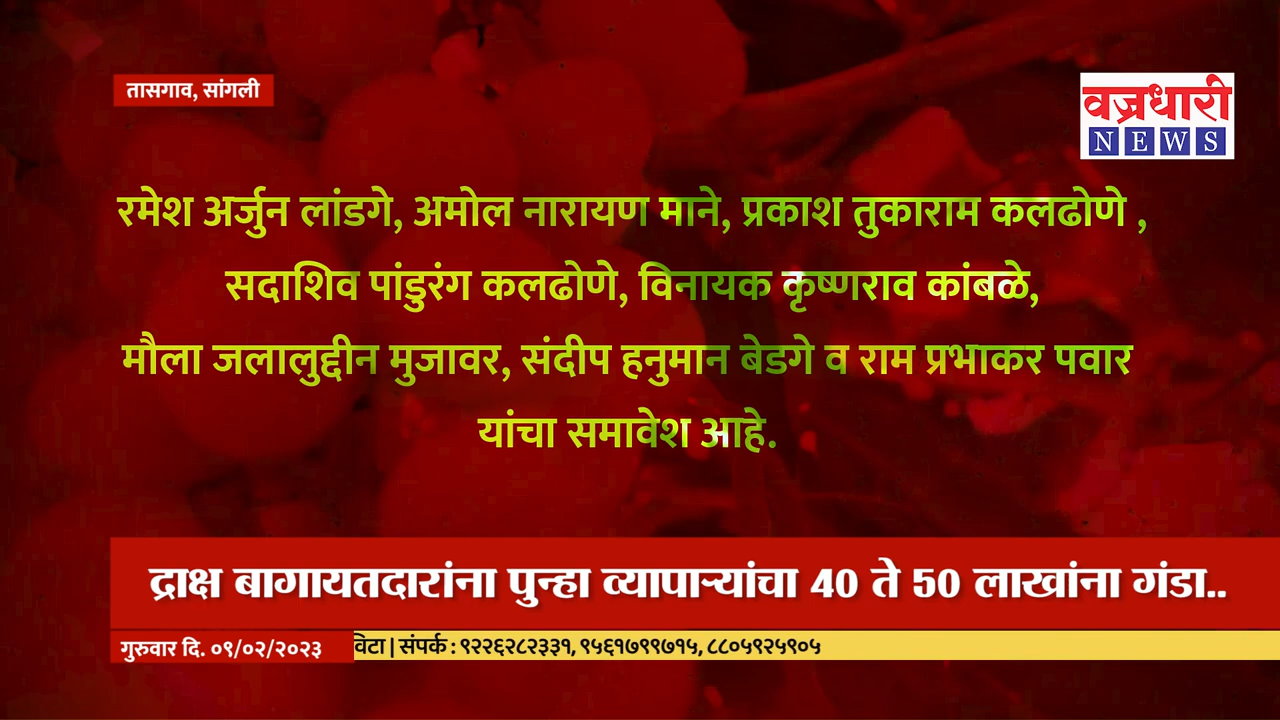 तासगाव, सांगली
वज्रधारी
NEWS
रमेश अर्जुन लांडगे, अमोल नारायण माने, प्रकाश तुकाराम कलढोणे ,
सदाशिव पांडुरंग कलढोणे, विनायक कृष्णराव कांबळे,
मौला जलालुद्दीन मुजावर, संदीप हनुमान बेडगे व राम प्रभाकर पवार
यांचा समावेश आहे.
द्राक्ष बागायतदारांना पुन्हा व्यापाऱ्यांचा 40 ते 50 लाखांना गंडा..
गुरुवार दि. ०९/०२/२०२३
विटा | संपर्क : ९२२६२८२३३१, ९५६१७९९७१५, ८८०५९२५९०५